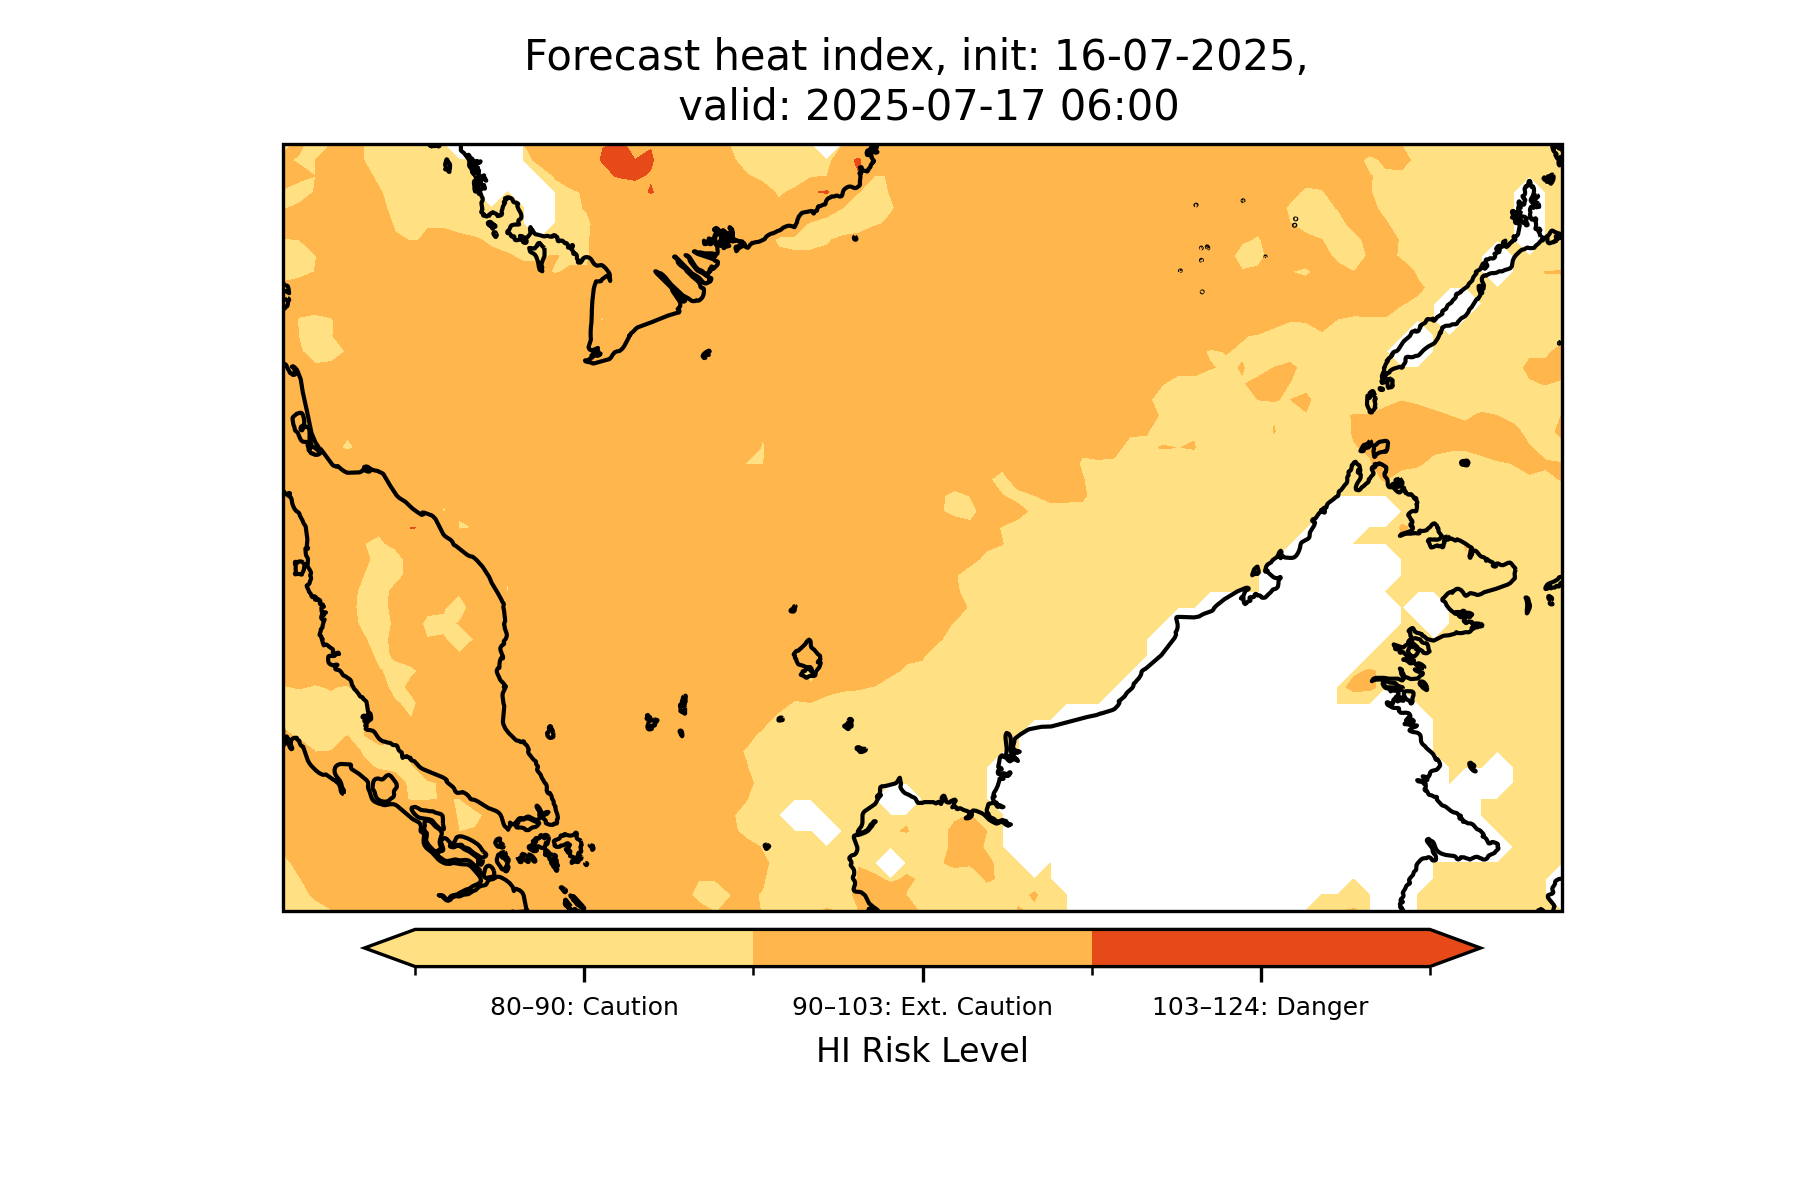 Forecast heat index, init: 16-07-2025,
valid: 2025-07-17 06:00
80–90: Caution
90–103: Ext. Caution
103–124: Danger
HI Risk Level